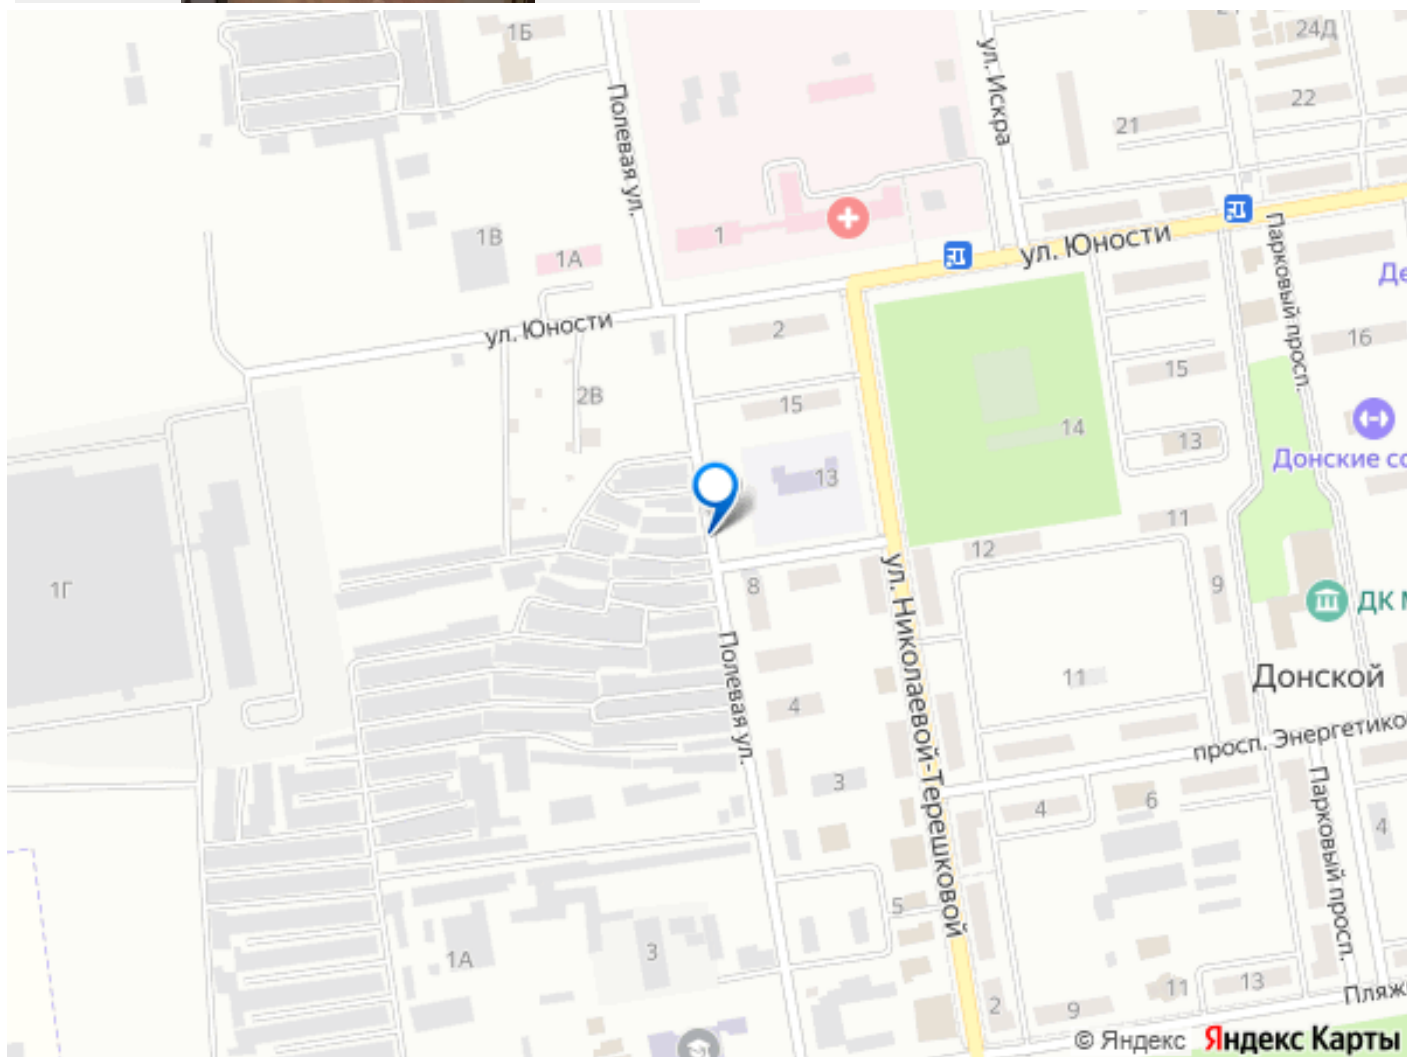 1Б
24Д
22
21
ул. Искра
Полевая ул.
1В
1А
1
ул. Юности
Парковый просп.
ул. Юности
2
Де
16
15
2В
15
14
13
Донские со
13
11
12
1Г
8
9
ул. Николаевой-Терешковой
ДК М
Полевая ул.
11
Донской
4
просп. Энергетико
3
4
6
Парковый просп.
4
5
1А
3
2
9
11
13
Пляж
© Яндекс Яндекс Карты